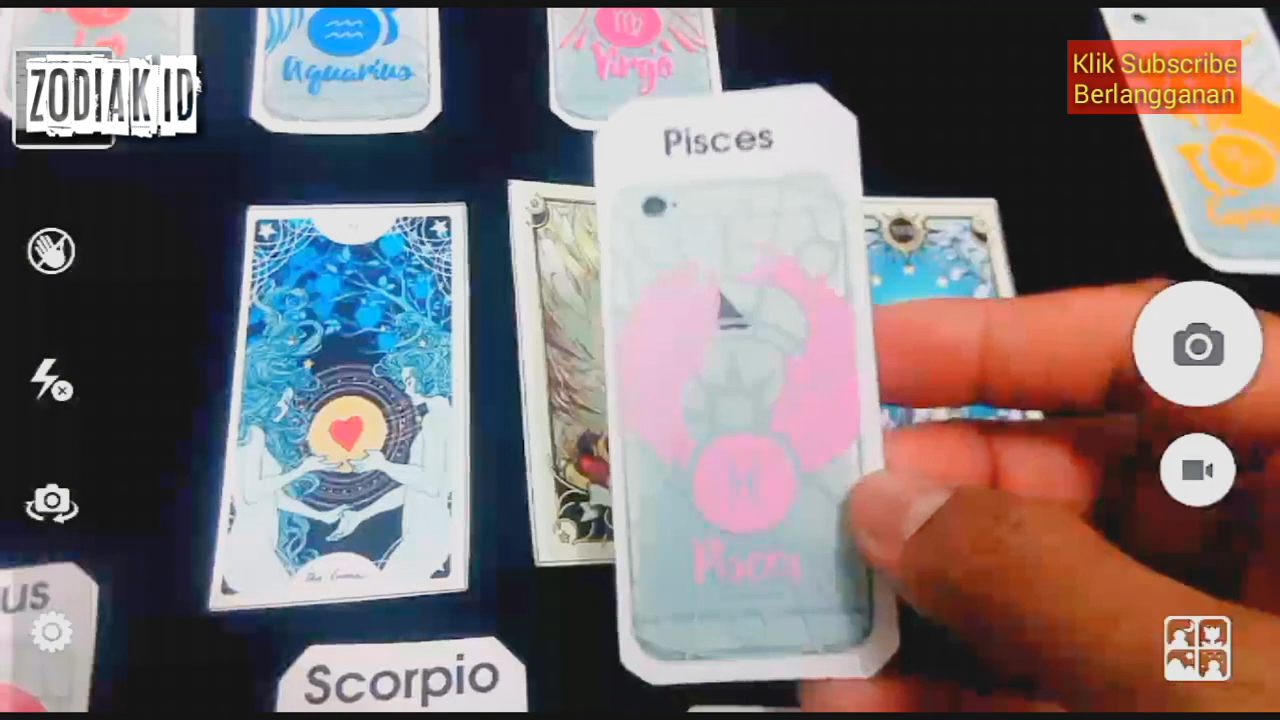 ZODIAK ID
Klik Subscribe
Berlangganan
Aquarius
Virgo
Pisces
Pisces
us
Scorpio